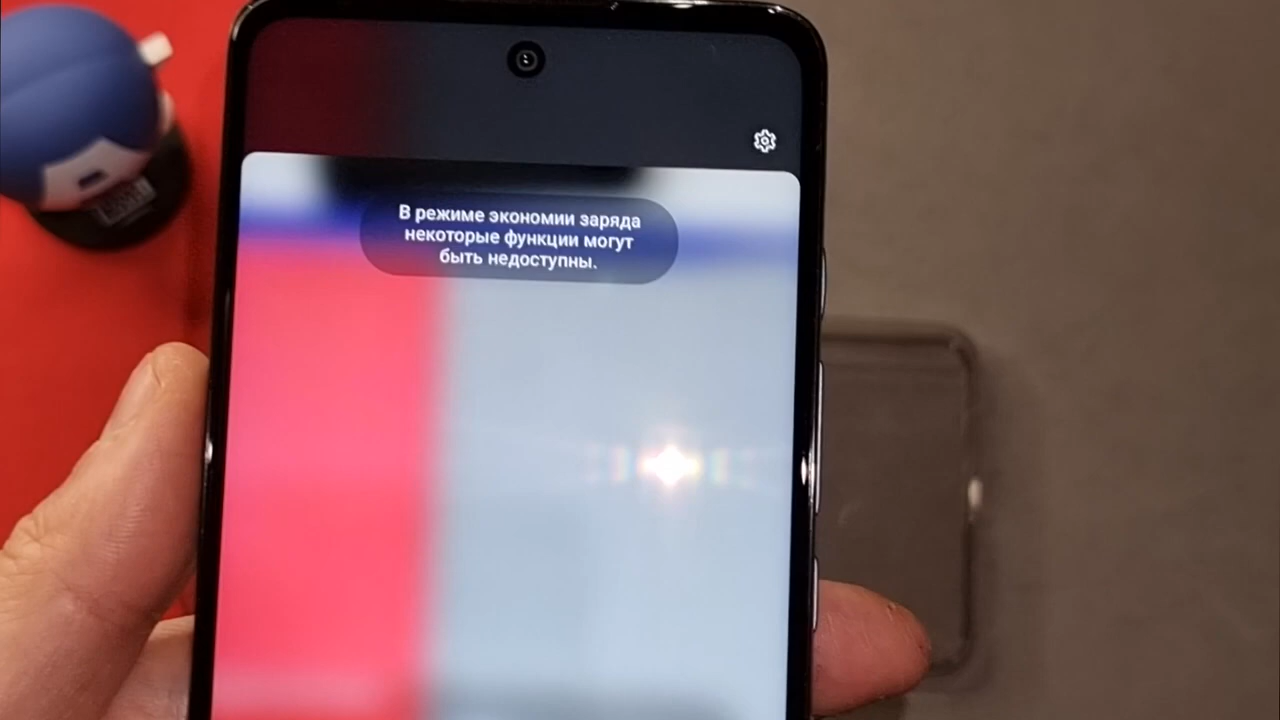 В режиме экономии заряда
некоторые функции могут
быть недоступны.